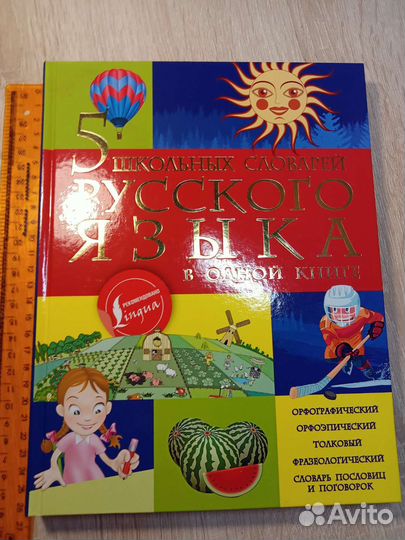 5 ШКОЛЬНЫХ СЛОВАРЕЙ
РУССКОГО
ЯЗЫКА
В ОДНОЙ КНИГЕ
РЕКОМЕНДОВАНО
Lingua
ОРФОГРАФИЧЕСКИЙ
ОРФОЭПИЧЕСКИЙ
ТОЛКОВЫЙ
ФРАЗЕОЛОГИЧЕСКИЙ
СЛОВАРЬ ПОСЛОВИЦ
И ПОГОВОРОК
Avito